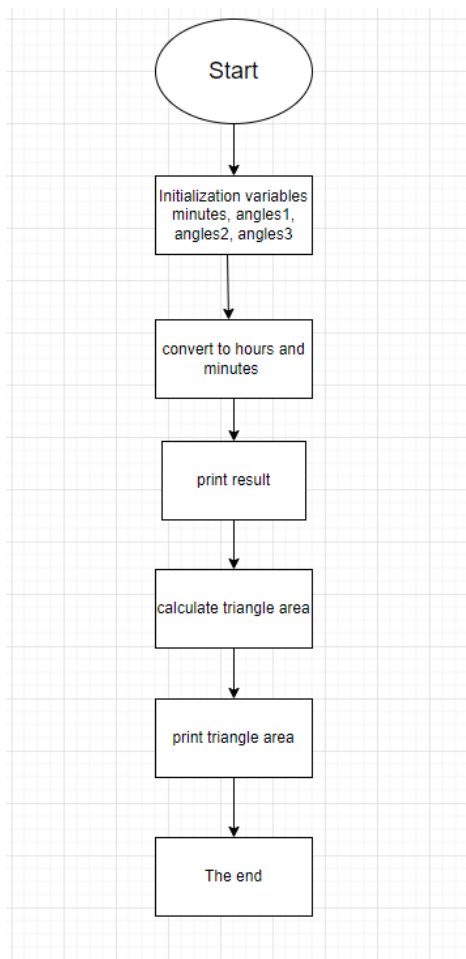 Start
Initialization variables
minutes, angles1,
angles2, angles3
convert to hours and
minutes
print result
calculate triangle area
print triangle area
The end